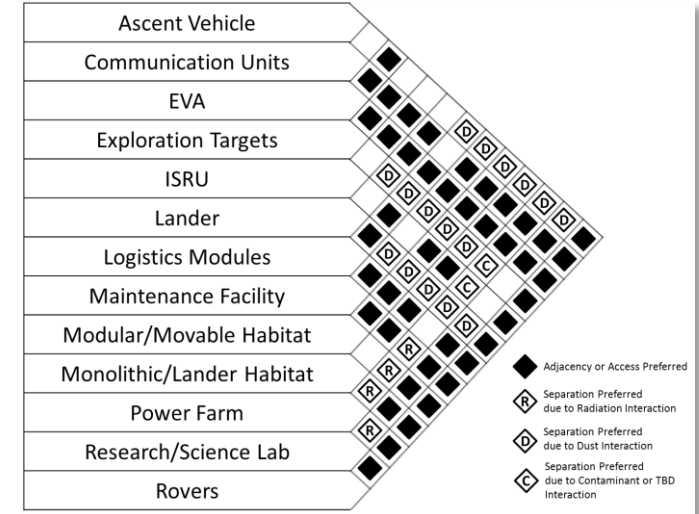 Ascent Vehicle
Communication Units
EVA
Exploration Targets
ISRU
Lander
Logistics Modules
Maintenance Facility
Modular/Movable Habitat
Monolithic/Lander Habitat
Power Farm
Research/Science Lab
Rovers
D
D
D
D
D
D
D
D
D
D
D
D
C
D
D C
D
D
R
R
R
R
Adjacency or Access Preferred
R Separation Preferred
due to Radiation Interaction
D Separation Preferred
due to Dust Interaction
C Separation Preferred
due to Contaminant or TBD
Interaction